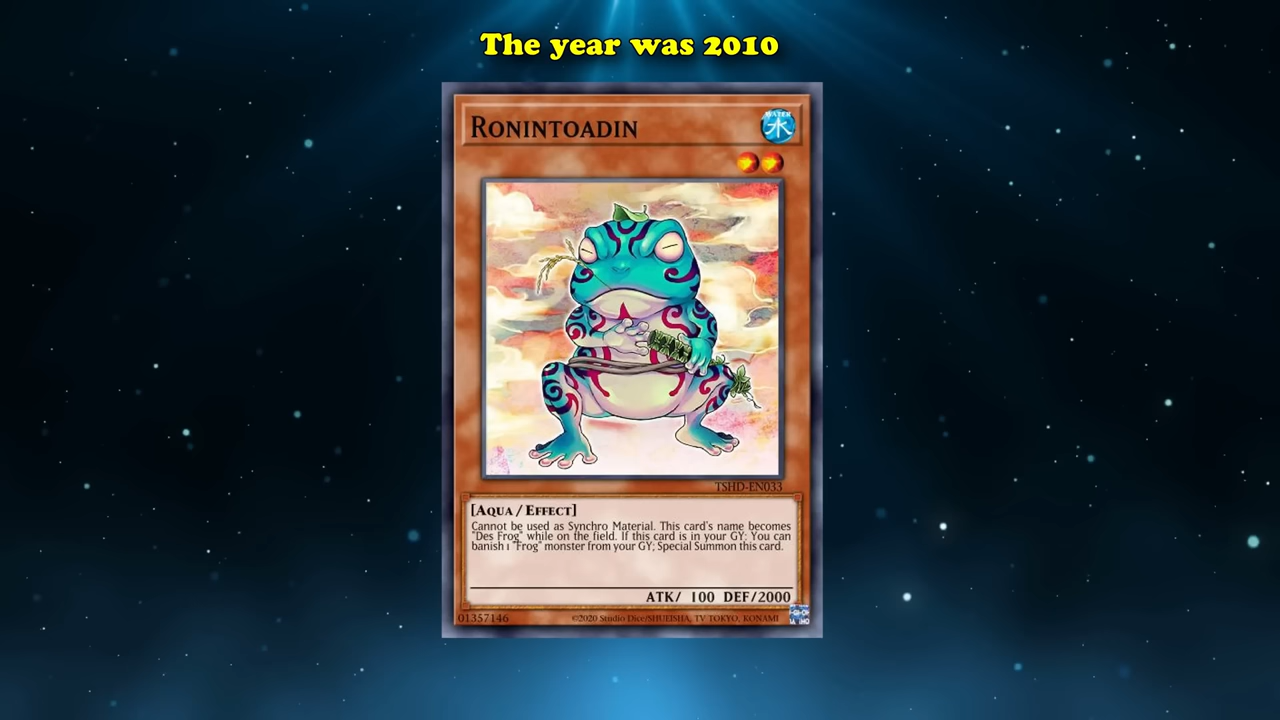 The year was 2010
Ronintoadin
WATER
水
TSHD-EN033
[Aqua / Effect]
Cannot be used as Synchro Material. This card's name becomes
"Des Frog" while on the field. If this card is in your GY: You can
banish 1 "Frog" monster from your GY; Special Summon this card.
ATK/ 100 DEF/2000
01357146
©2020 Studio Dice/SHUEISHA, TV TOKYO, KONAMI